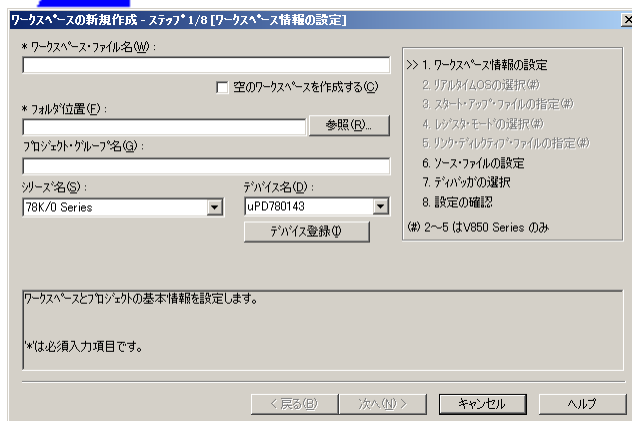 ワークスペースの新規作成 - ステップ 1/8 [ワークスペース情報の設定]
* ワークスペース・ファイル名(W) :
空のワークスペースを作成する(C)
* フォルダ位置(F) :
参照(R)...
プロジェクト・グループ名(G) :
シリーズ名(S) :
デバイス名(D) :
78K/0 Series
uPD780143
デバイス登録(I)
>> 1. ワークスペース情報の設定
2. リアルタイムOSの選択(#)
3. スタート・アップ・ファイルの指定(#)
4. レジスタ・モードの選択(#)
5. リンク・ディレクティブ・ファイルの指定(#)
6. ソース・ファイルの設定
7. ディバッガの選択
8. 設定の確認
(#) 2～5 はV850 Series のみ
ワークスペースとプロジェクトの基本情報を設定します。
'*'は必須入力項目です。
< 戻る(B)
次へ(N) >
キャンセル
ヘルプ